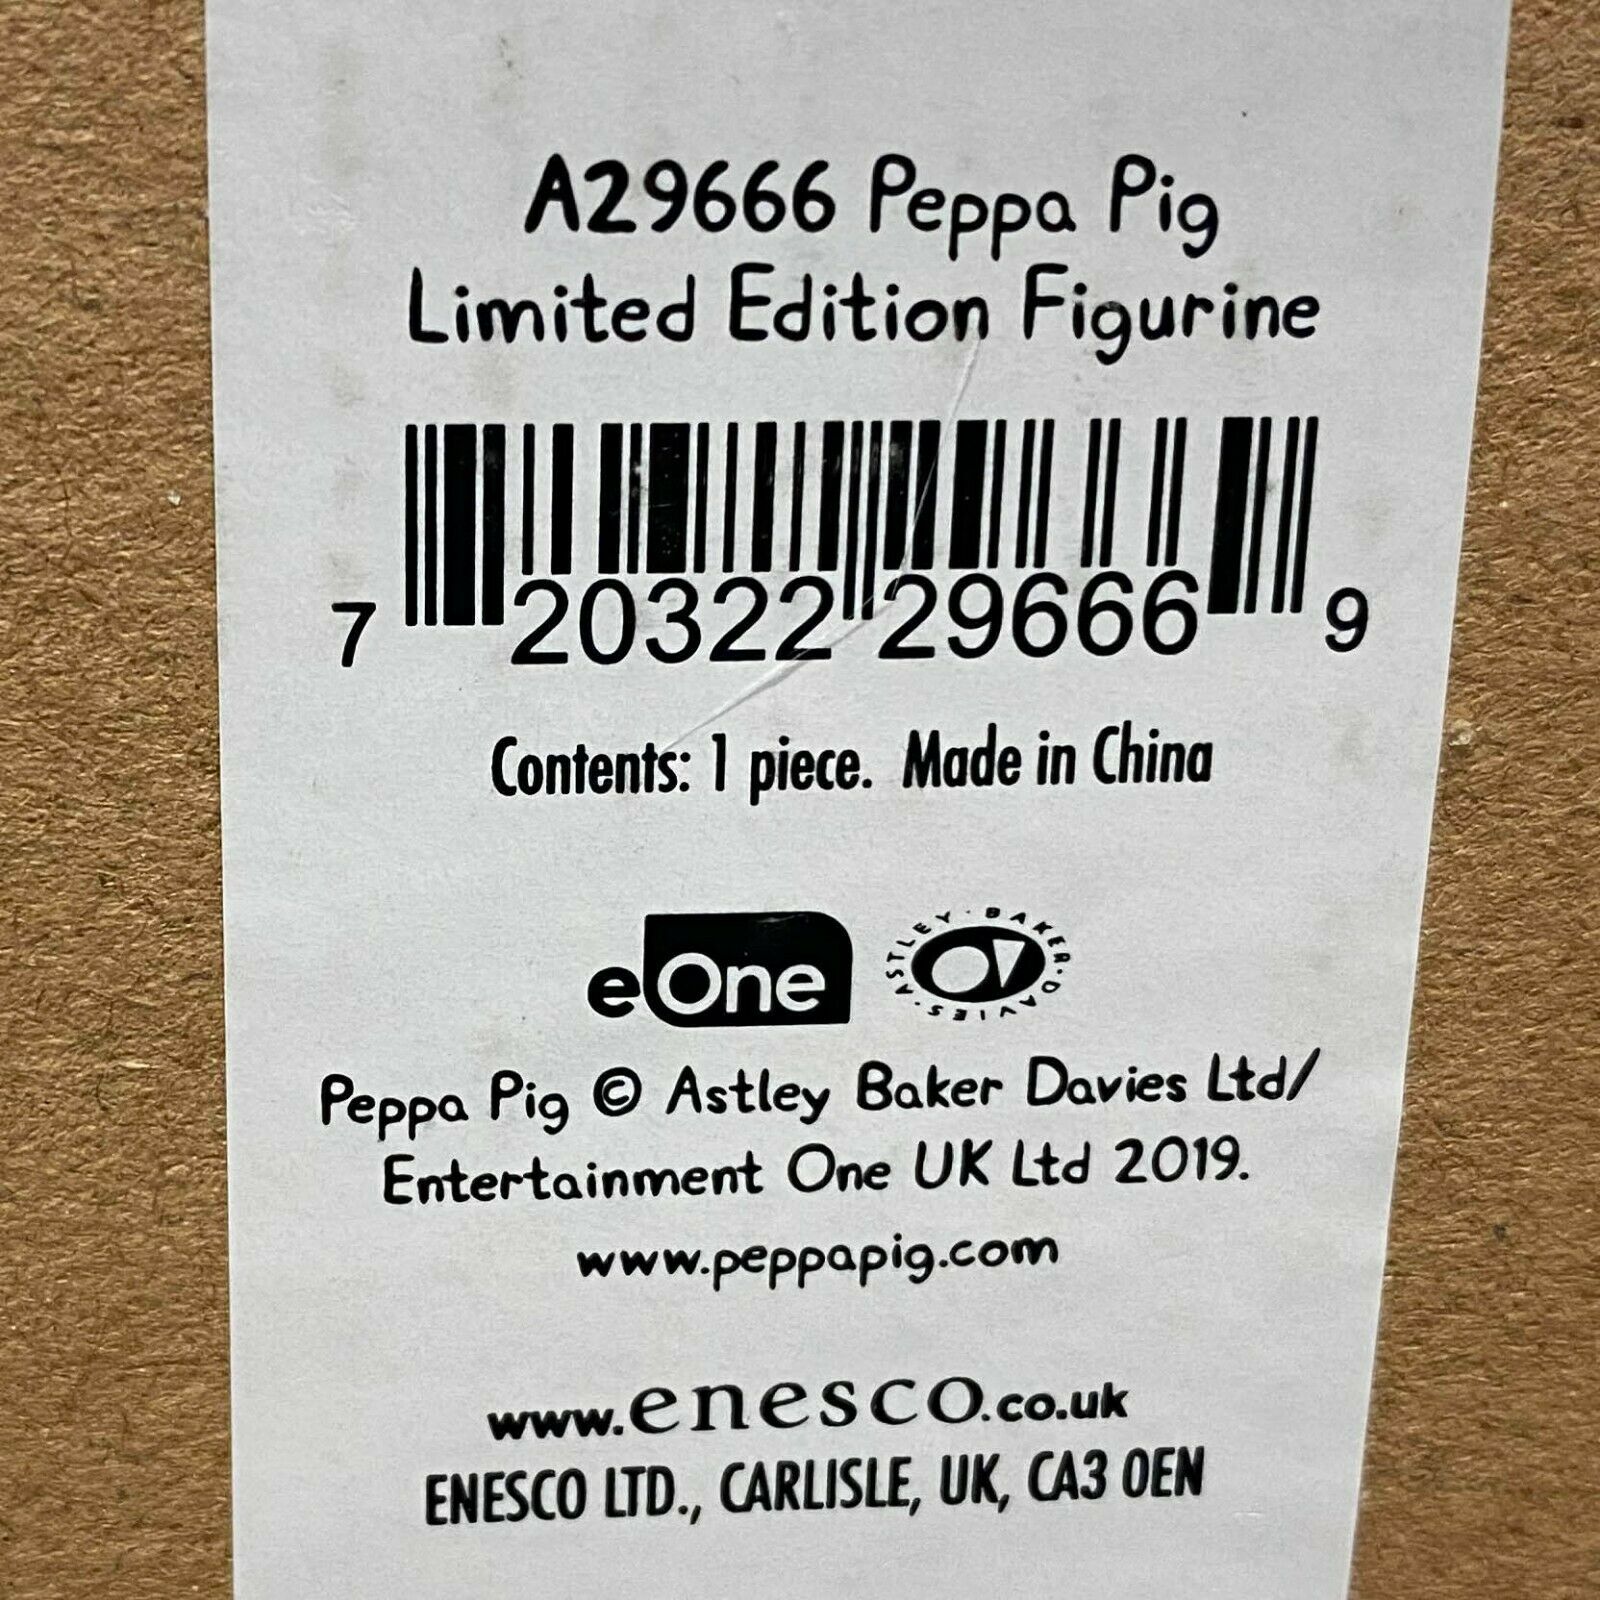 A29666 Peppa Pig
Limited Edition Figurine
7 20322 29666 9
Contents: 1 piece. Made in China
eOne
ASTLEY · BAKER · DAVIES ·
Peppa Pig © Astley Baker Davies Ltd/
Entertainment One UK Ltd 2019.
www.peppapig.com
www.enesco.co.uk
ENESCO LTD., CARLISLE, UK, CA3 0EN